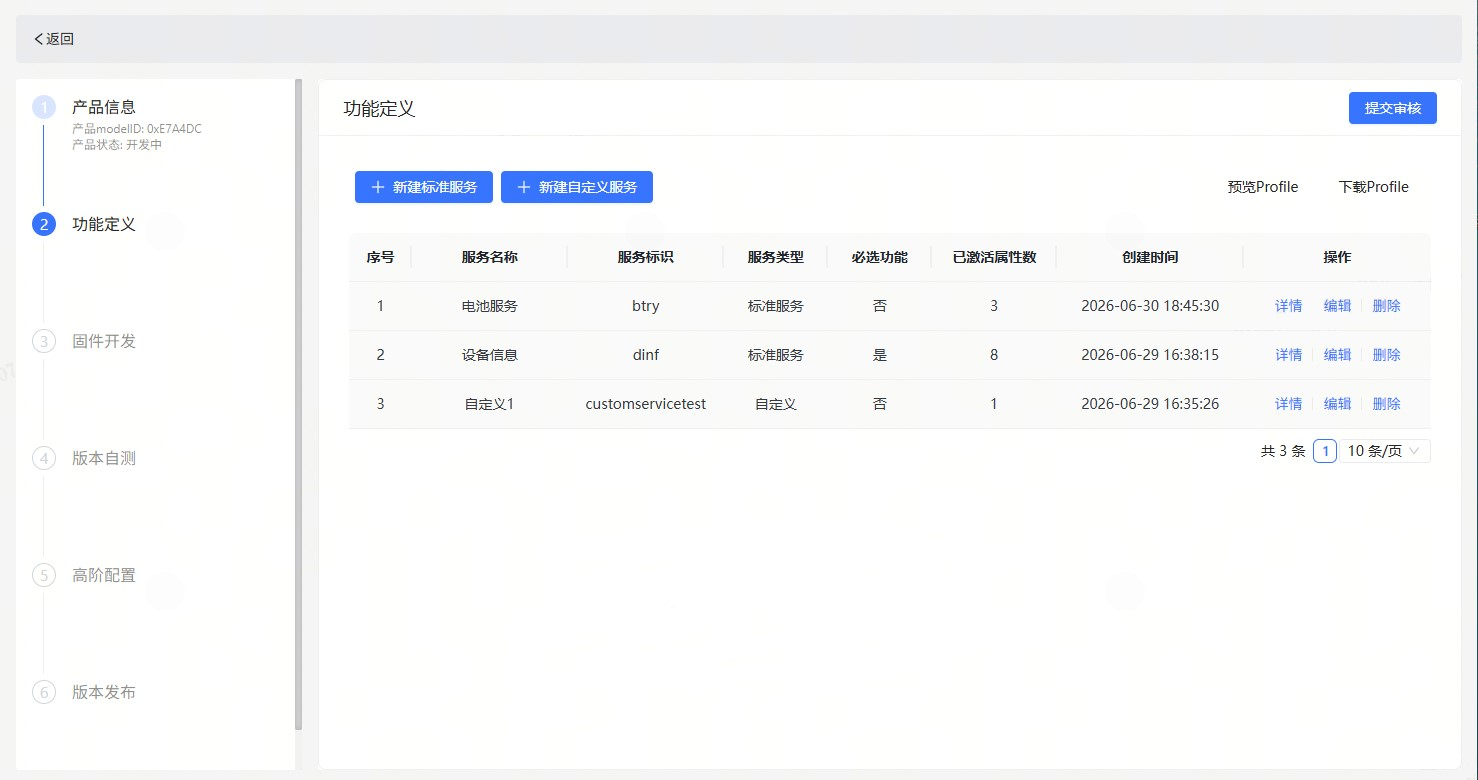 返回
1 产品信息
产品modelID: 0xE7A4DC
产品状态: 开发中
2 功能定义
3 固件开发
4 版本自测
5 高阶配置
6 版本发布
功能定义 提交审核
新建标准服务 新建自定义服务 预览Profile 下载Profile
序号 服务名称 服务标识 服务类型 必选功能 已激活属性数 创建时间 操作
1 电池服务 btry 标准服务 否 3 2026-06-30 18:45:30 详情 编辑 删除
2 设备信息 dinf 标准服务 是 8 2026-06-29 16:38:15 详情 编辑 删除
3 自定义1 customservicetest 自定义 否 1 2026-06-29 16:35:26 详情 编辑 删除
共 3 条 1 10 条/页